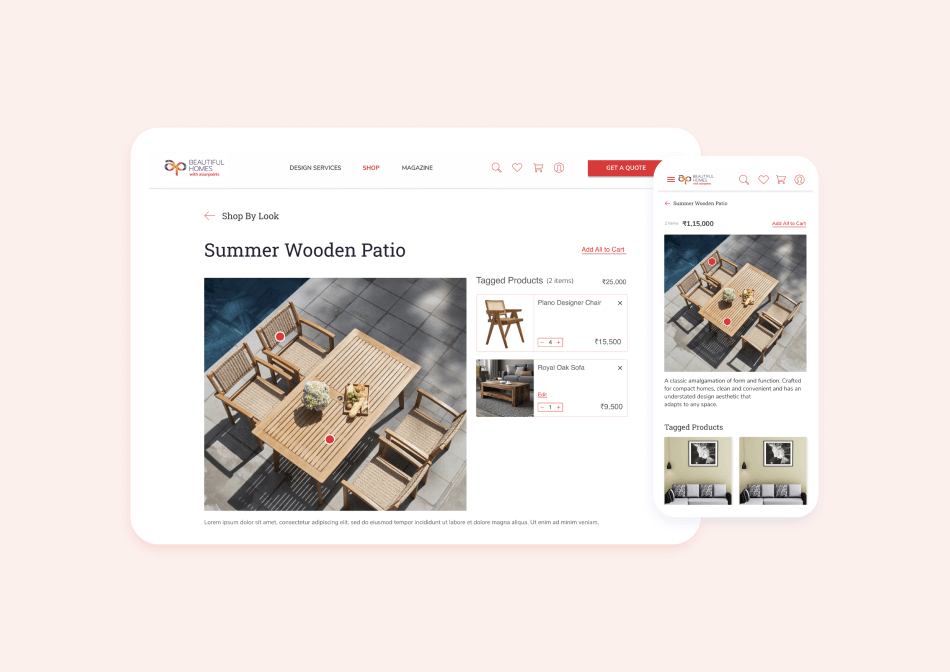 BEAUTIFUL
HOMES
with asianpaints
DESIGN SERVICES
SHOP
MAGAZINE
GET A QUOTE
Shop By Look
Summer Wooden Patio
Add All to Cart
Tagged Products (2 items)
₹25,000
Plano Designer Chair
4
₹15,500
Royal Oak Sofa
Edit
1
₹9,500
Lorem ipsum dolor sit amet, consectetur adipiscing elit, sed do eiusmod tempor incididunt ut labore et dolore magna aliqua. Ut enim ad minim veniam,
BEAUTIFUL
HOMES
with asianpaints
Summer Wooden Patio
2 items ₹1,15,000
Add All to Cart
A classic amalgamation of form and function. Crafted
for compact homes, clean and convenient and has an
understated design aesthetic that
adapts to any space.
Tagged Products